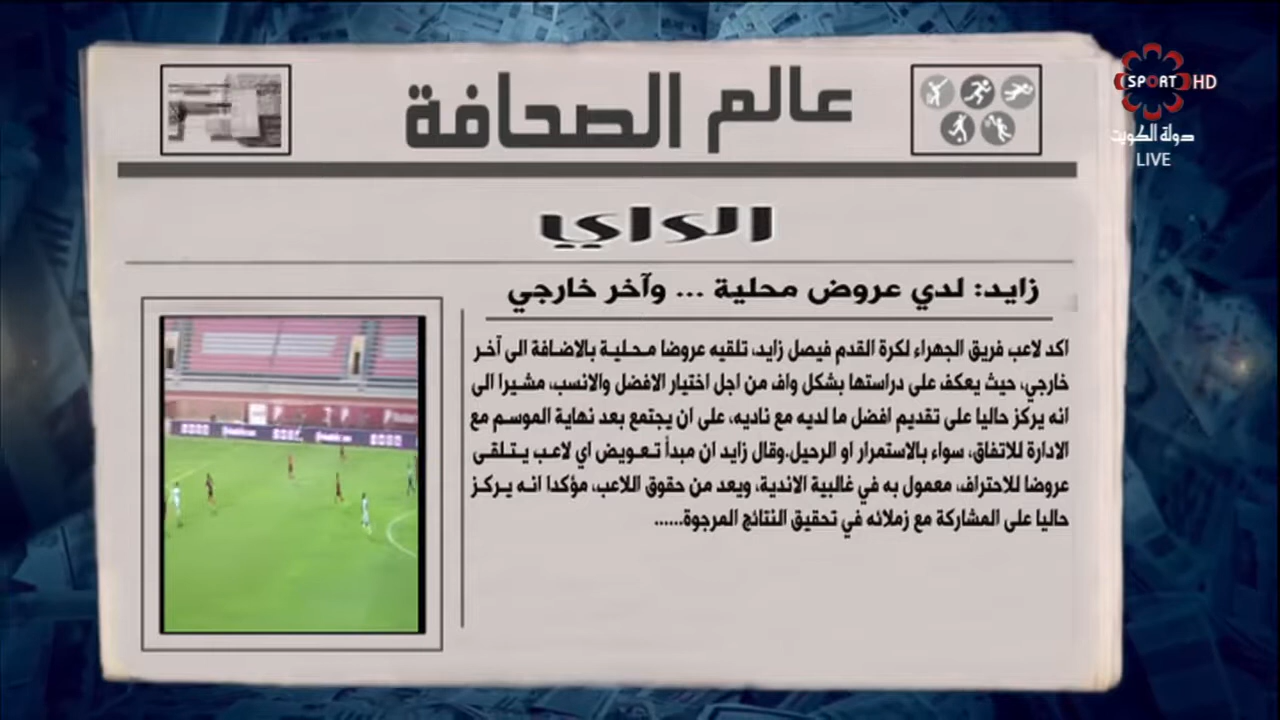 عالم الصحافة
SPORT HD
دولة الكويت
LIVE
الراي
زايد: لدي عروض محلية ... وآخر خارجي
اكد لاعب فريق الجهراء لكرة القدم فيصل زايد، تلقيه عروضا محلية بالاضافة الى أخر
خارجي، حيث يعكف على دراستها بشكل واف من اجل اختيار الافضل والانسب، مشيرا الى
انه يركز حاليا على تقديم افضل ما لديه مع ناديه، على ان يجتمع بعد نهاية الموسم مع
الادارة للاتفاق، سواء بالاستمرار او الرحيل.وقال زايد ان مبدأ تعويض اي لاعب يتلقى
عروضا للاحتراف، معمول به في غالبية الاندية، ويعد من حقوق اللاعب، مؤكدا انه يركز
حاليا على المشاركة مع زملائه في تحقيق النتائج المرجوة......